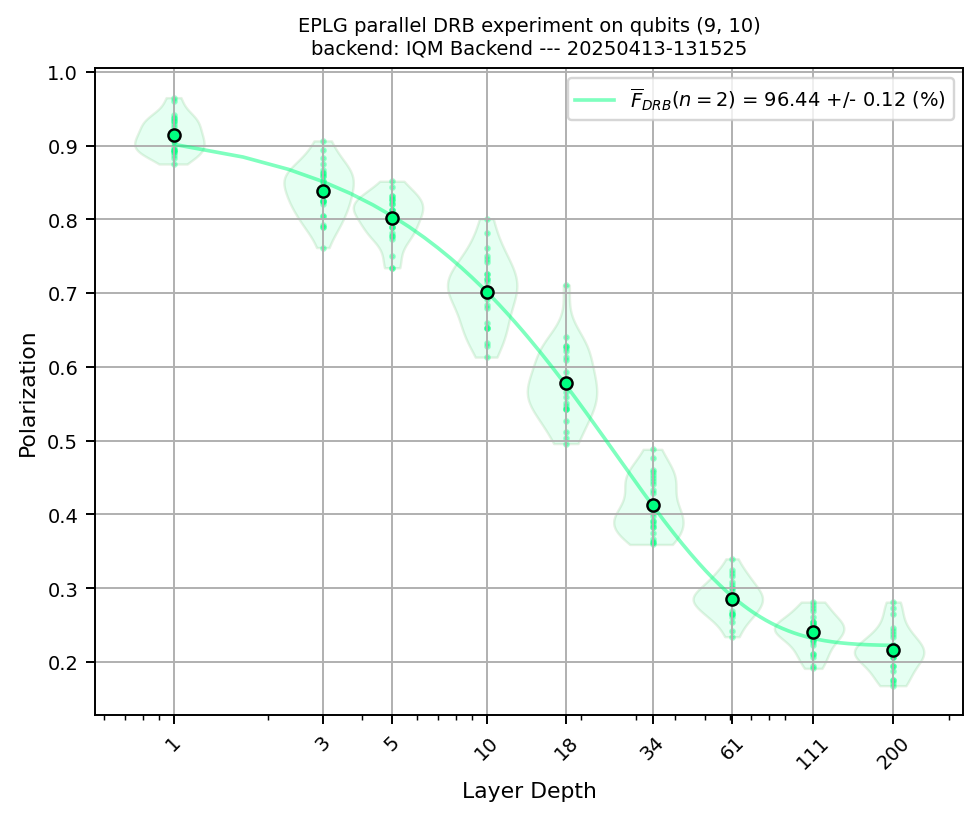 EPLG parallel DRB experiment on qubits (9, 10)
backend: IQM Backend --- 20250413-131525
F̅_DRB(n = 2) = 96.44 +/- 0.12 (%)
Polarization
1.0
0.9
0.8
0.7
0.6
0.5
0.4
0.3
0.2
1 3 5 10 18 34 61 111 200
Layer Depth